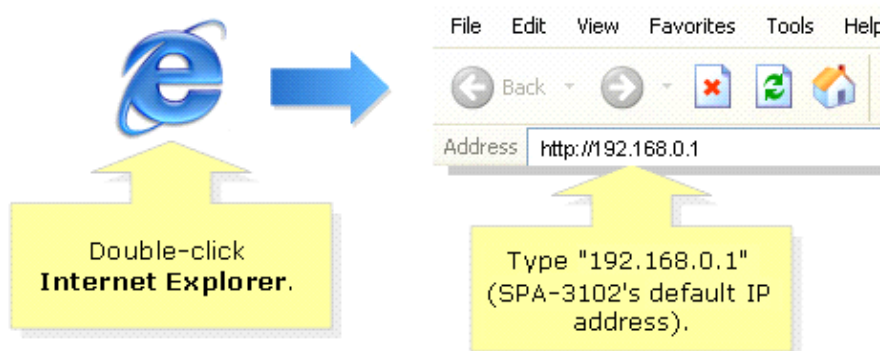 File Edit View Favorites Tools Help
Back
Address http://192.168.0.1
Double-click
Internet Explorer.
Type "192.168.0.1"
(SPA-3102's default IP
address).